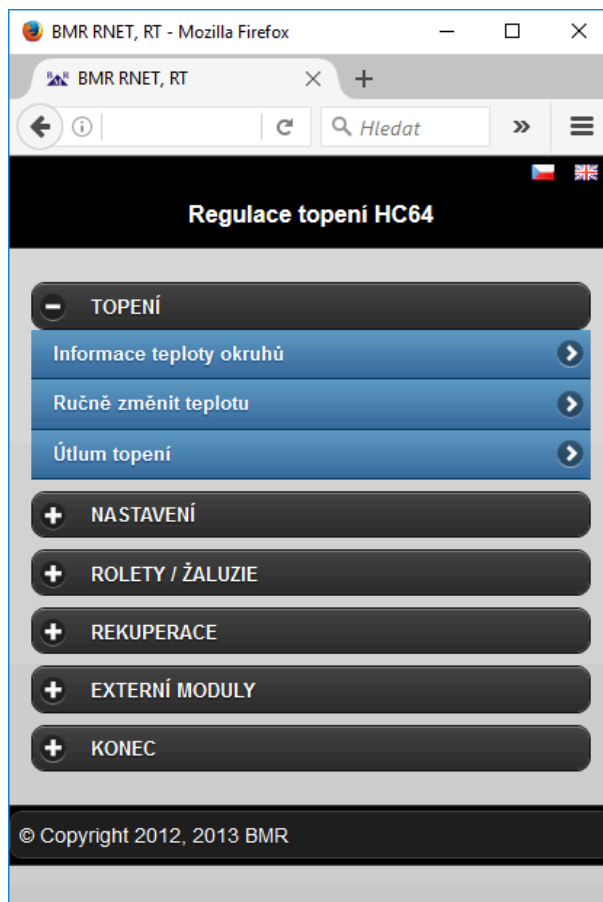 BMR RNET, RT - Mozilla Firefox
BMR RNET, RT
Hledat
Regulace topení HC64
TOPENÍ
Informace teploty okruhů
Ručně změnit teplotu
Útlum topení
NASTAVENÍ
ROLETY / ŽALUZIE
REKUPERACE
EXTERNÍ MODULY
KONEC
© Copyright 2012, 2013 BMR